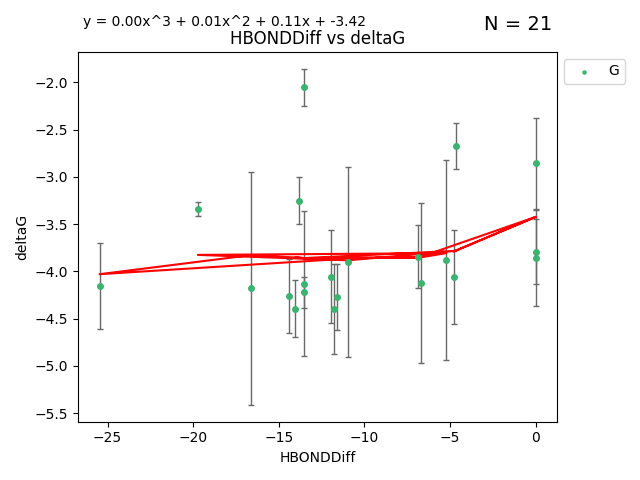 y = 0.00x^3 + 0.01x^2 + 0.11x + -3.42
N = 21
HBONDDiff vs deltaG
G
deltaG
−2.0
−2.5
−3.0
−3.5
−4.0
−4.5
−5.0
−5.5
−25
−20
−15
−10
−5
0
HBONDDiff